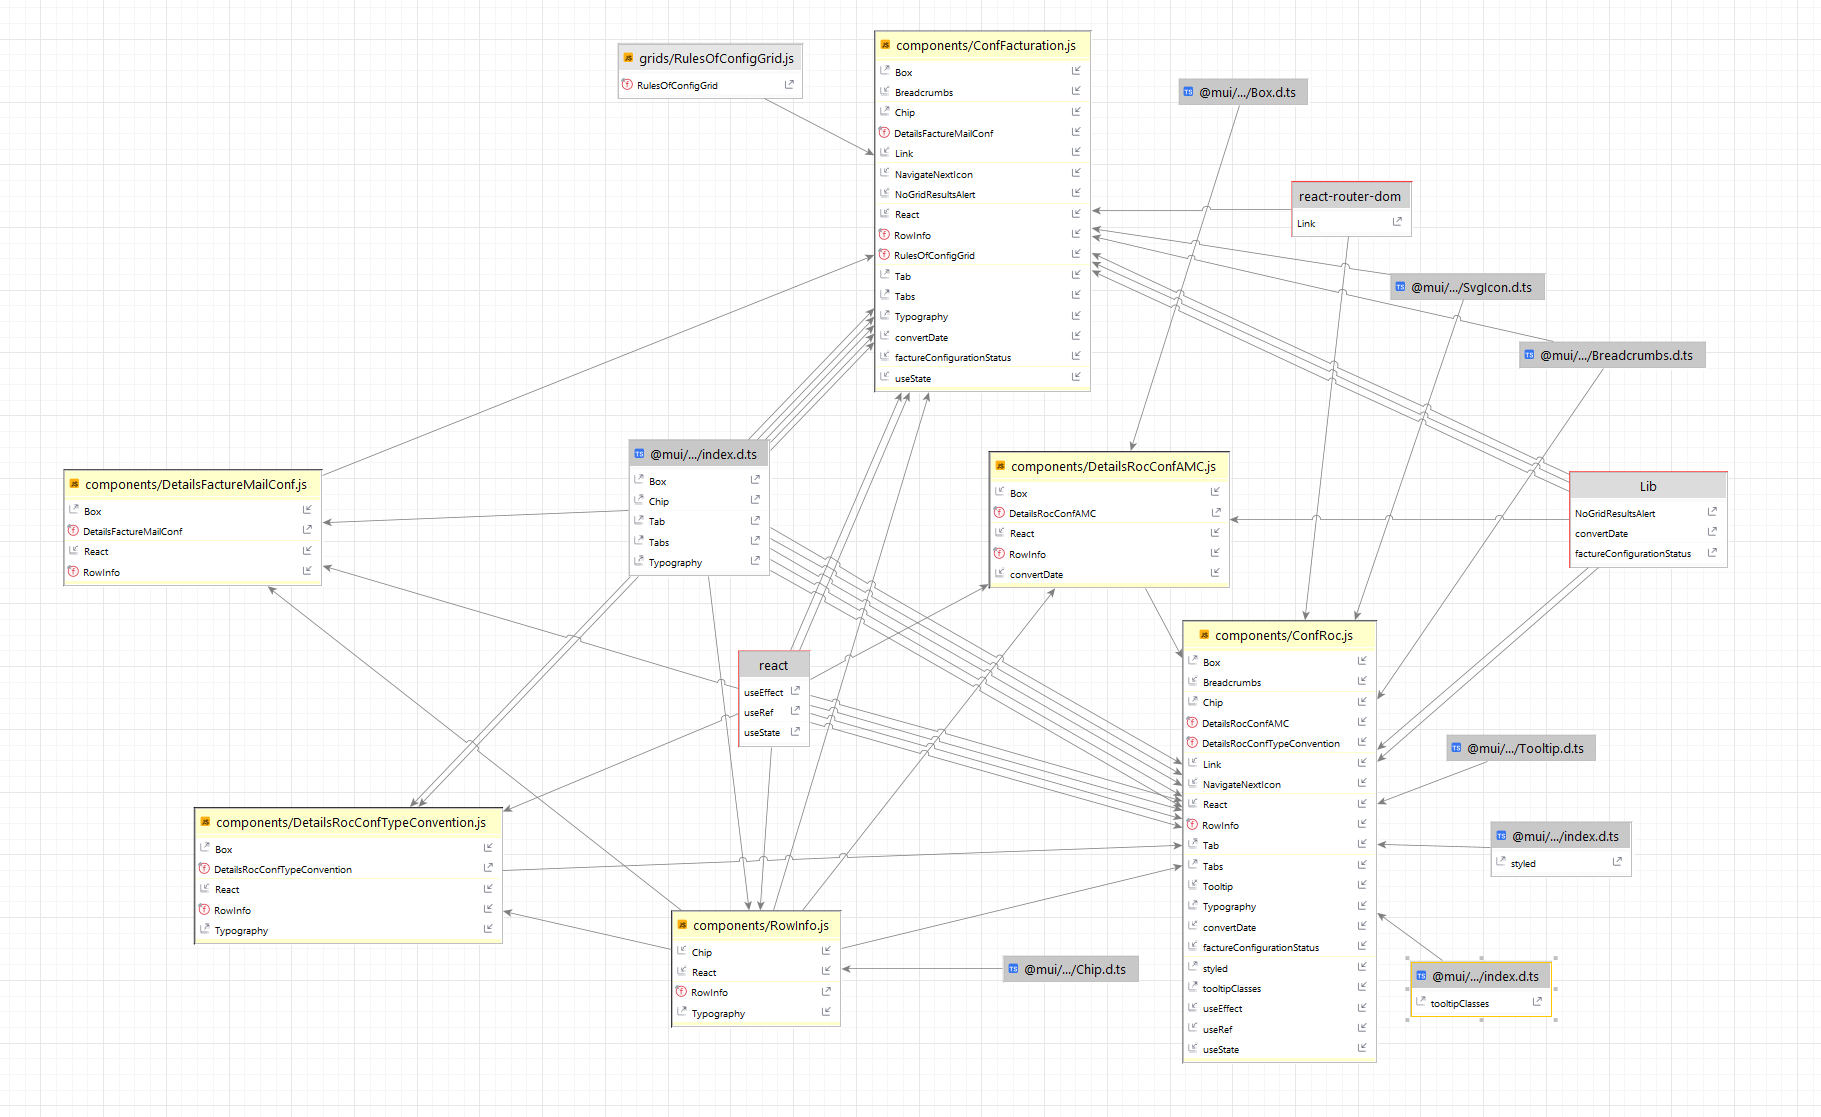 grids/RulesOfConfigGrid.js
RulesOfConfigGrid
components/ConfFacturation.js
Box
Breadcrumbs
Chip
DetailsFactureMailConf
Link
NavigateNextIcon
NoGridResultsAlert
React
RowInfo
RulesOfConfigGrid
Tab
Tabs
Typography
convertDate
factureConfigurationStatus
useState
@mui/.../Box.d.ts
react-router-dom
Link
@mui/.../SvgIcon.d.ts
@mui/.../Breadcrumbs.d.ts
components/DetailsFactureMailConf.js
Box
DetailsFactureMailConf
React
RowInfo
@mui/.../index.d.ts
Box
Chip
Tab
Tabs
Typography
components/DetailsRocConfAMC.js
Box
DetailsRocConfAMC
React
RowInfo
convertDate
Lib
NoGridResultsAlert
convertDate
factureConfigurationStatus
react
useEffect
useRef
useState
components/ConfRoc.js
Box
Breadcrumbs
Chip
DetailsRocConfAMC
DetailsRocConfTypeConvention
Link
NavigateNextIcon
React
RowInfo
Tab
Tabs
Tooltip
Typography
convertDate
factureConfigurationStatus
styled
tooltipClasses
useEffect
useRef
useState
@mui/.../Tooltip.d.ts
@mui/.../index.d.ts
styled
components/DetailsRocConfTypeConvention.js
Box
DetailsRocConfTypeConvention
React
RowInfo
Typography
components/RowInfo.js
Chip
React
RowInfo
Typography
@mui/.../Chip.d.ts
@mui/.../index.d.ts
tooltipClasses